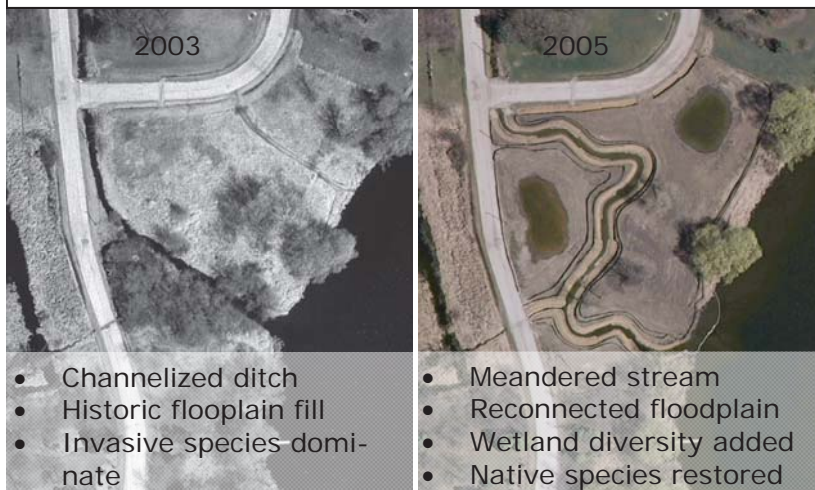 2003
• Channelized ditch
• Historic flooplain fill
• Invasive species domi-
nate
2005
• Meandered stream
• Reconnected floodplain
• Wetland diversity added
• Native species restored